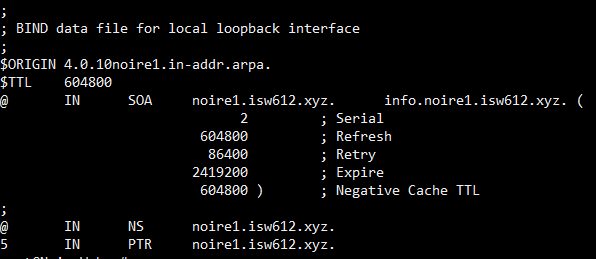 ;
; BIND data file for local loopback interface
;
$ORIGIN 4.0.10noire1.in-addr.arpa.
$TTL    604800
@       IN      SOA     noire1.isw612.xyz.      info.noire1.isw612.xyz. (
                              2         ; Serial
                         604800         ; Refresh
                          86400         ; Retry
                        2419200         ; Expire
                         604800 )       ; Negative Cache TTL
;
@       IN      NS      noire1.isw612.xyz.
5       IN      PTR     noire1.isw612.xyz.